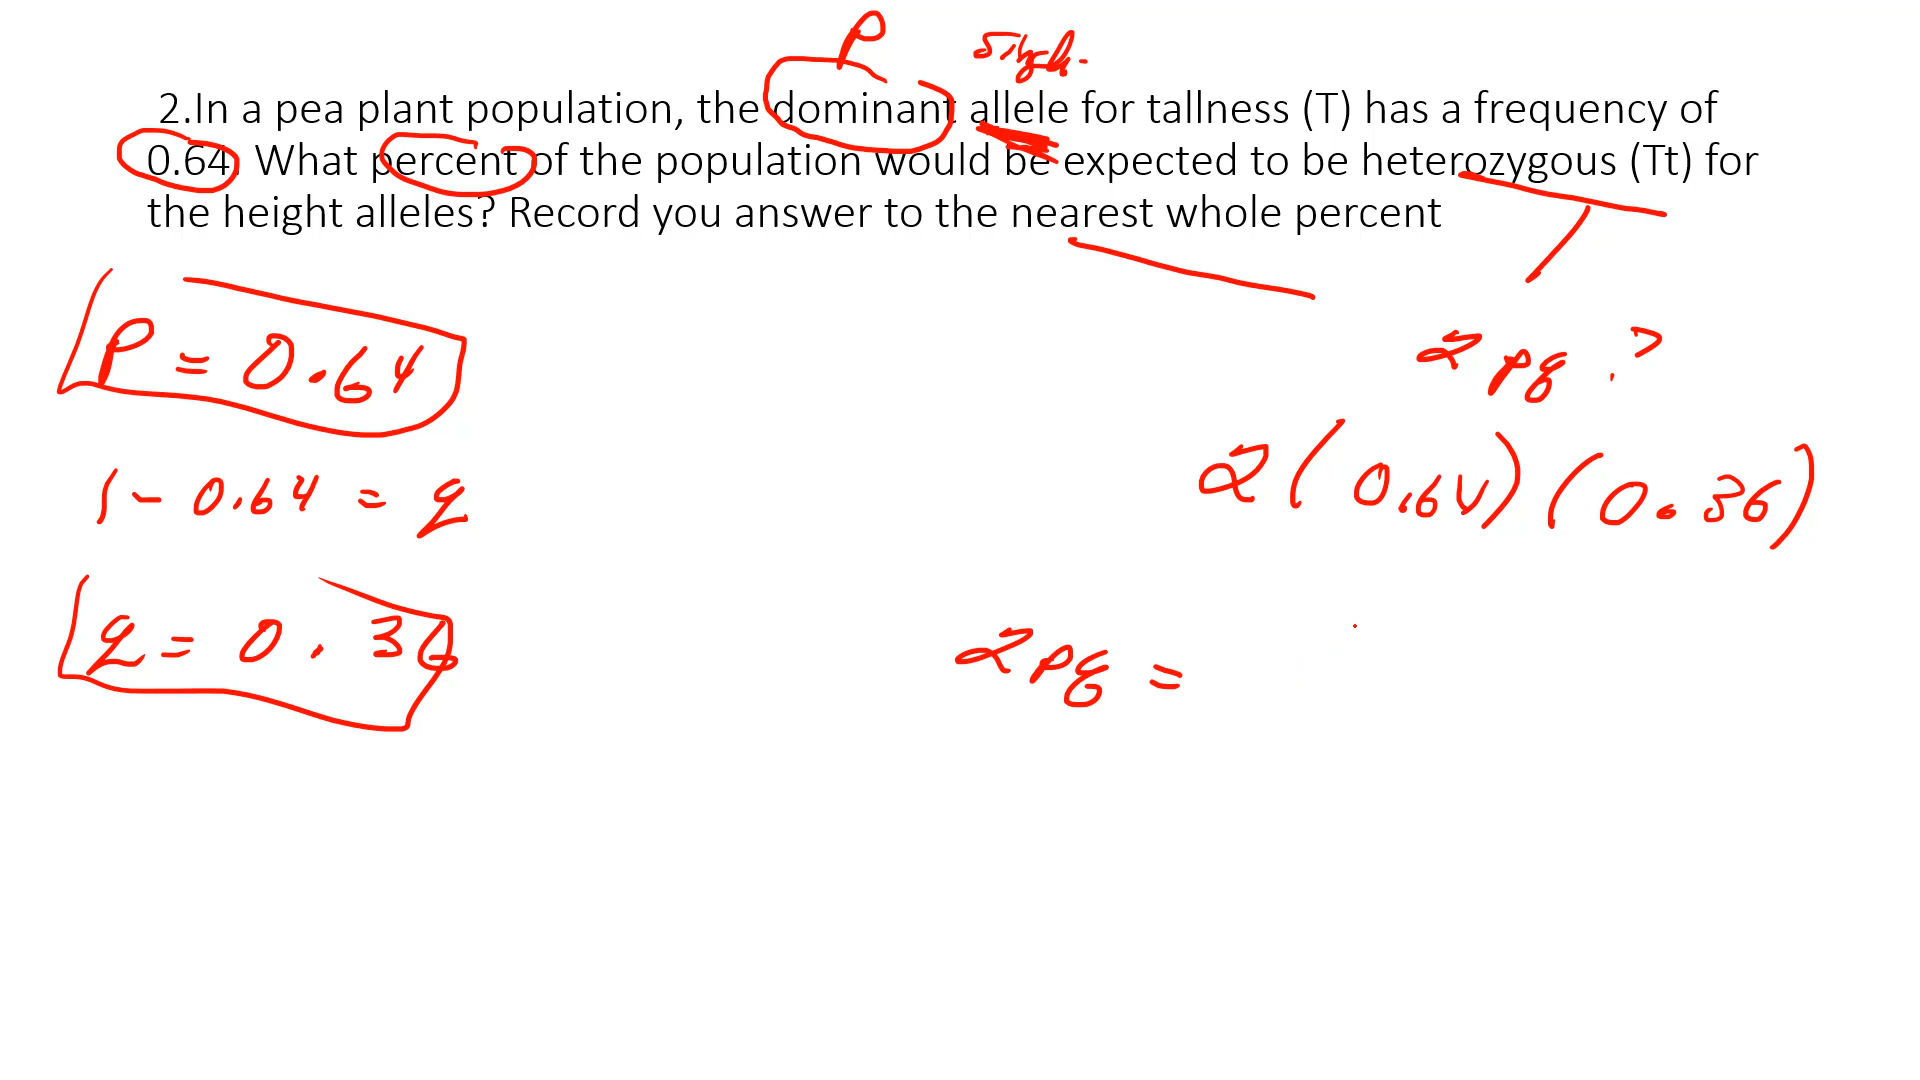 P
single
2.In a pea plant population, the dominant allele for tallness (T) has a frequency of
0.64. What percent of the population would be expected to be heterozygous (Tt) for
the height alleles? Record you answer to the nearest whole percent
P = 0.64
2pq ?
2(0.64)(0.36)
1 - 0.64 = q
q = 0.36
2pq =